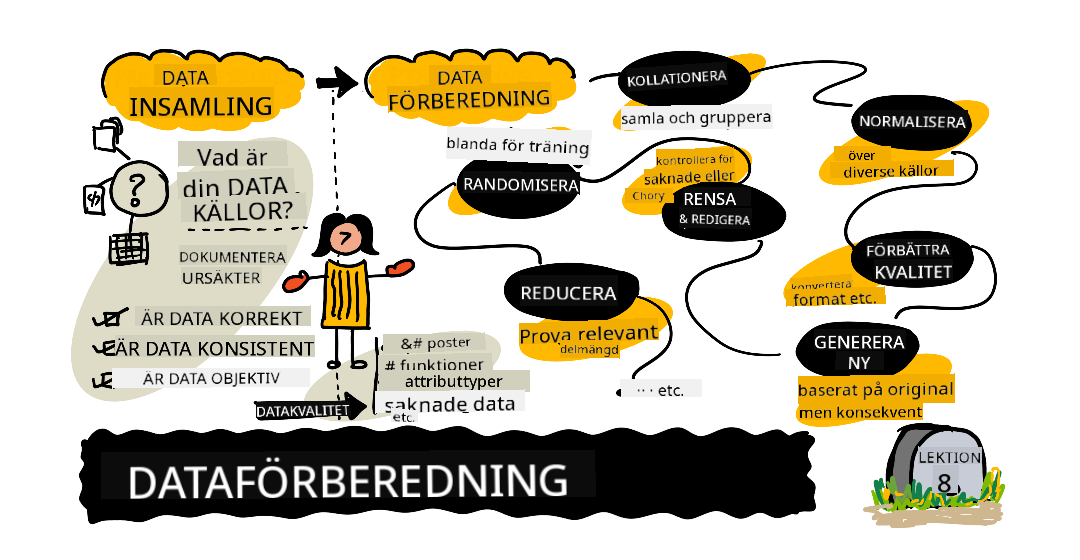 DATA
INSAMLING
DATA
FÖRBEREDNING
KOLLATIONERA
samla och gruppera
NORMALISERA
över
diverse källor
blanda för träning
RANDOMISERA
kontrollera för
saknade eller
Chory
RENSA
& REDIGERA
FÖRBÄTTRA
KVALITET
konvertera
format etc.
Vad är
din DATA
KÄLLOR?
DOKUMENTERA
URSÄKTER
ÄR DATA KORREKT
ÄR DATA KONSISTENT
ÄR DATA OBJEKTIV
REDUCERA
Prova relevant
delmängd
... etc.
GENERERA
NY
baserat på original
men konsekvent
&# poster
# funktioner
attributtyper
saknade data
etc.
DATAKVALITET
DATAFÖRBEREDNING
LEKTION
8